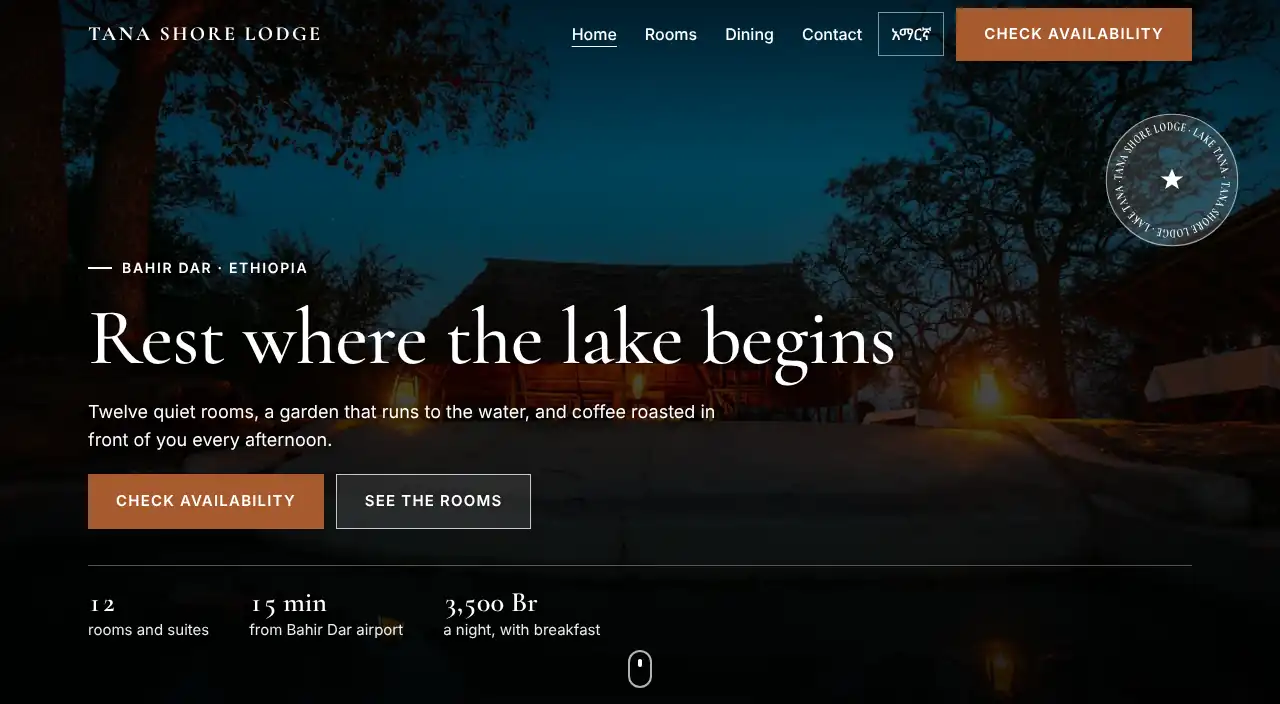 TANA SHORE LODGE
Home
Rooms
Dining
Contact
አማርኛ
CHECK AVAILABILITY
TANA SHORE LODGE · LAKE TANA · TANA SHORE LODGE · LAKE TANA ·
BAHIR DAR · ETHIOPIA
Rest where the lake begins
Twelve quiet rooms, a garden that runs to the water, and coffee roasted in
front of you every afternoon.
CHECK AVAILABILITY
SEE THE ROOMS
12
rooms and suites
15 min
from Bahir Dar airport
3,500 Br
a night, with breakfast